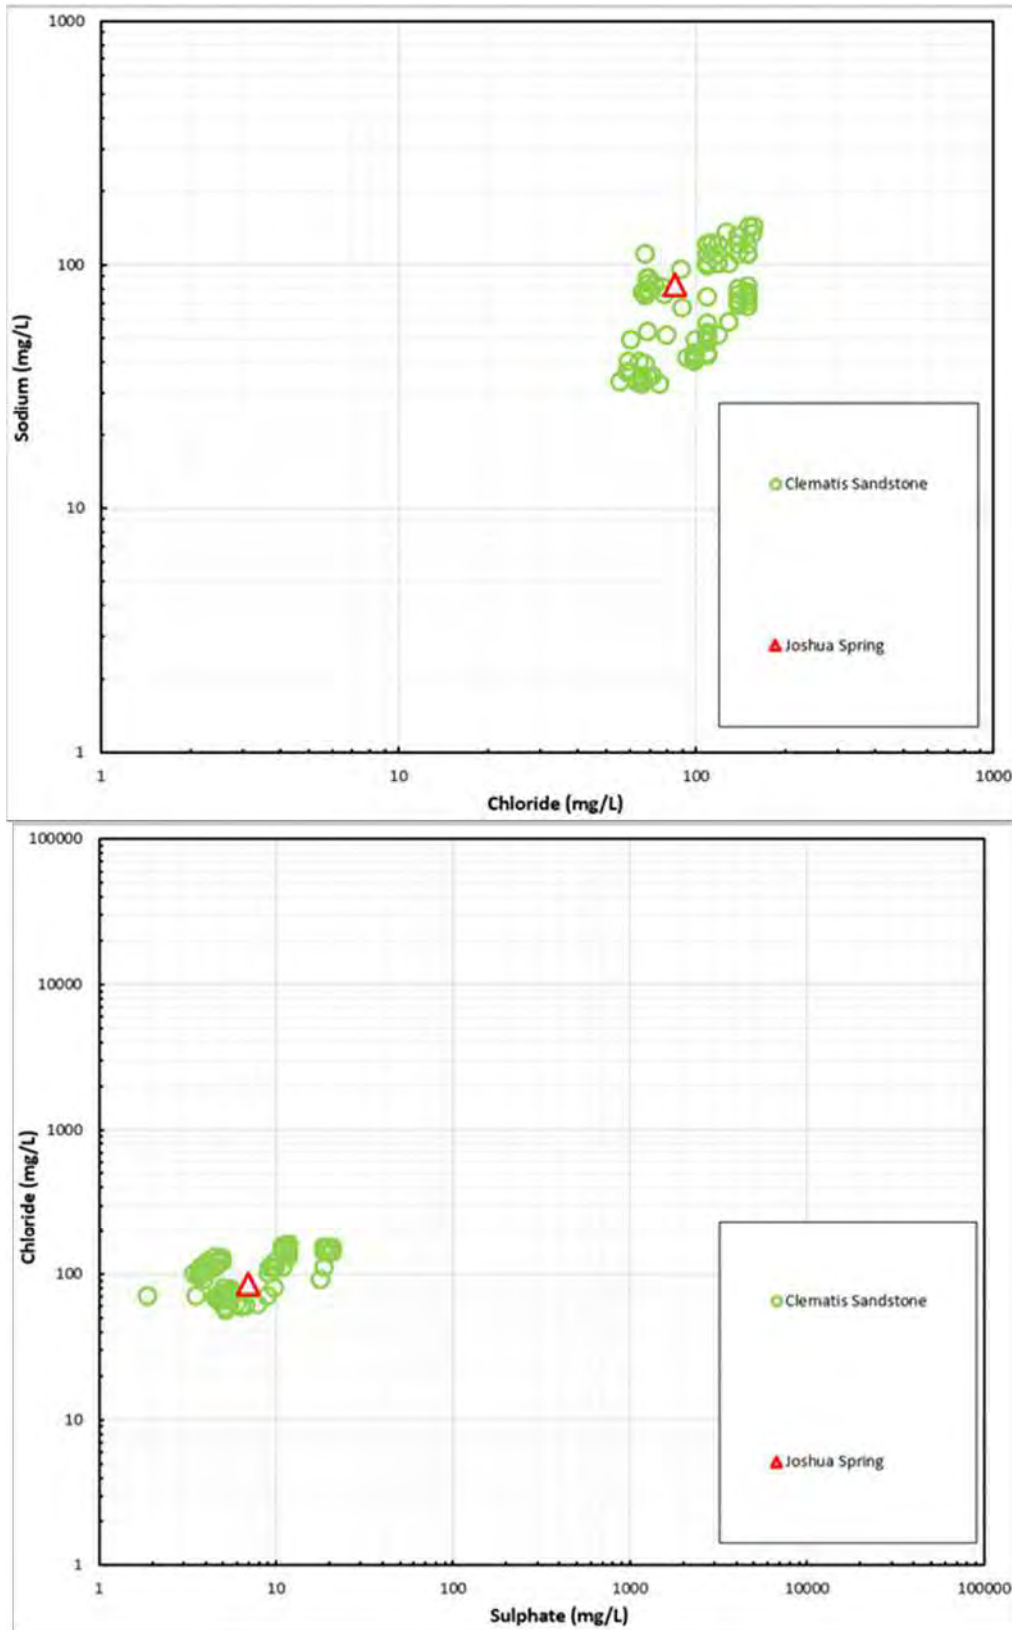 1000
100
10
1
Sodium (mg/L)
Clematis Sandstone
Joshua Spring
1 10 100 1000
Chloride (mg/L)
100000
10000
1000
100
10
1
Chloride (mg/L)
Clematis Sandstone
Joshua Spring
1 10 100 1000 10000 100000
Sulphate (mg/L)